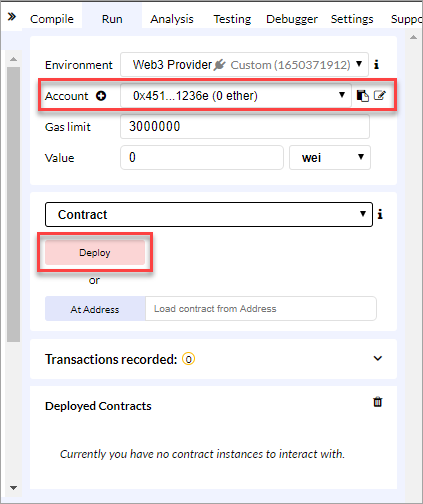 » Compile Run Analysis Testing Debugger Settings Suppo
Environment Web3 Provider Custom (1650371912) i
Account 0x451...1236e (0 ether)
Gas limit 3000000
Value 0 wei
Contract i
Deploy
or
At Address Load contract from Address
Transactions recorded: 0
Deployed Contracts
Currently you have no contract instances to interact with.